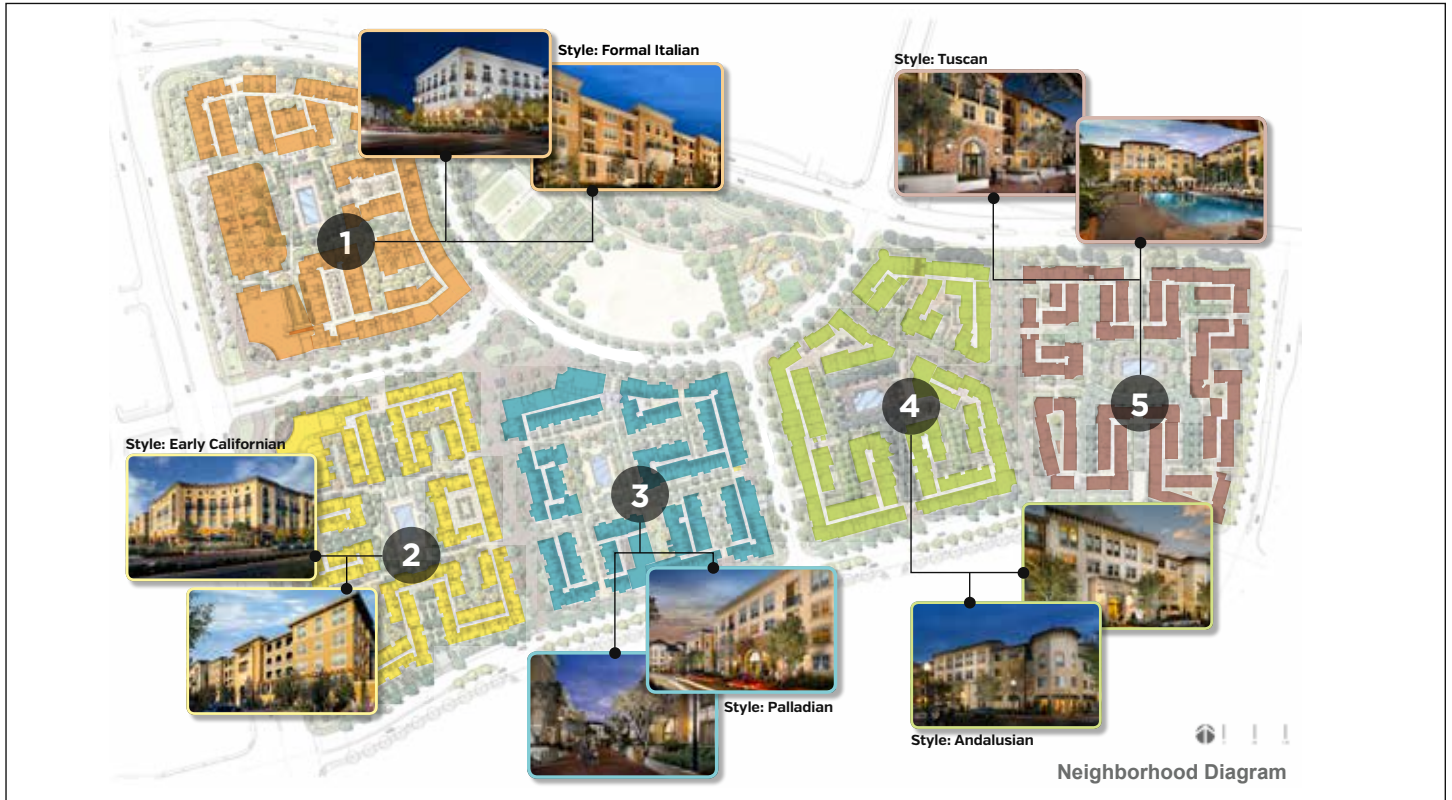 Style: Formal Italian
Style: Tuscan
1
4
5
Style: Early Californian
3
2
Style: Palladian
Style: Andalusian
Neighborhood Diagram